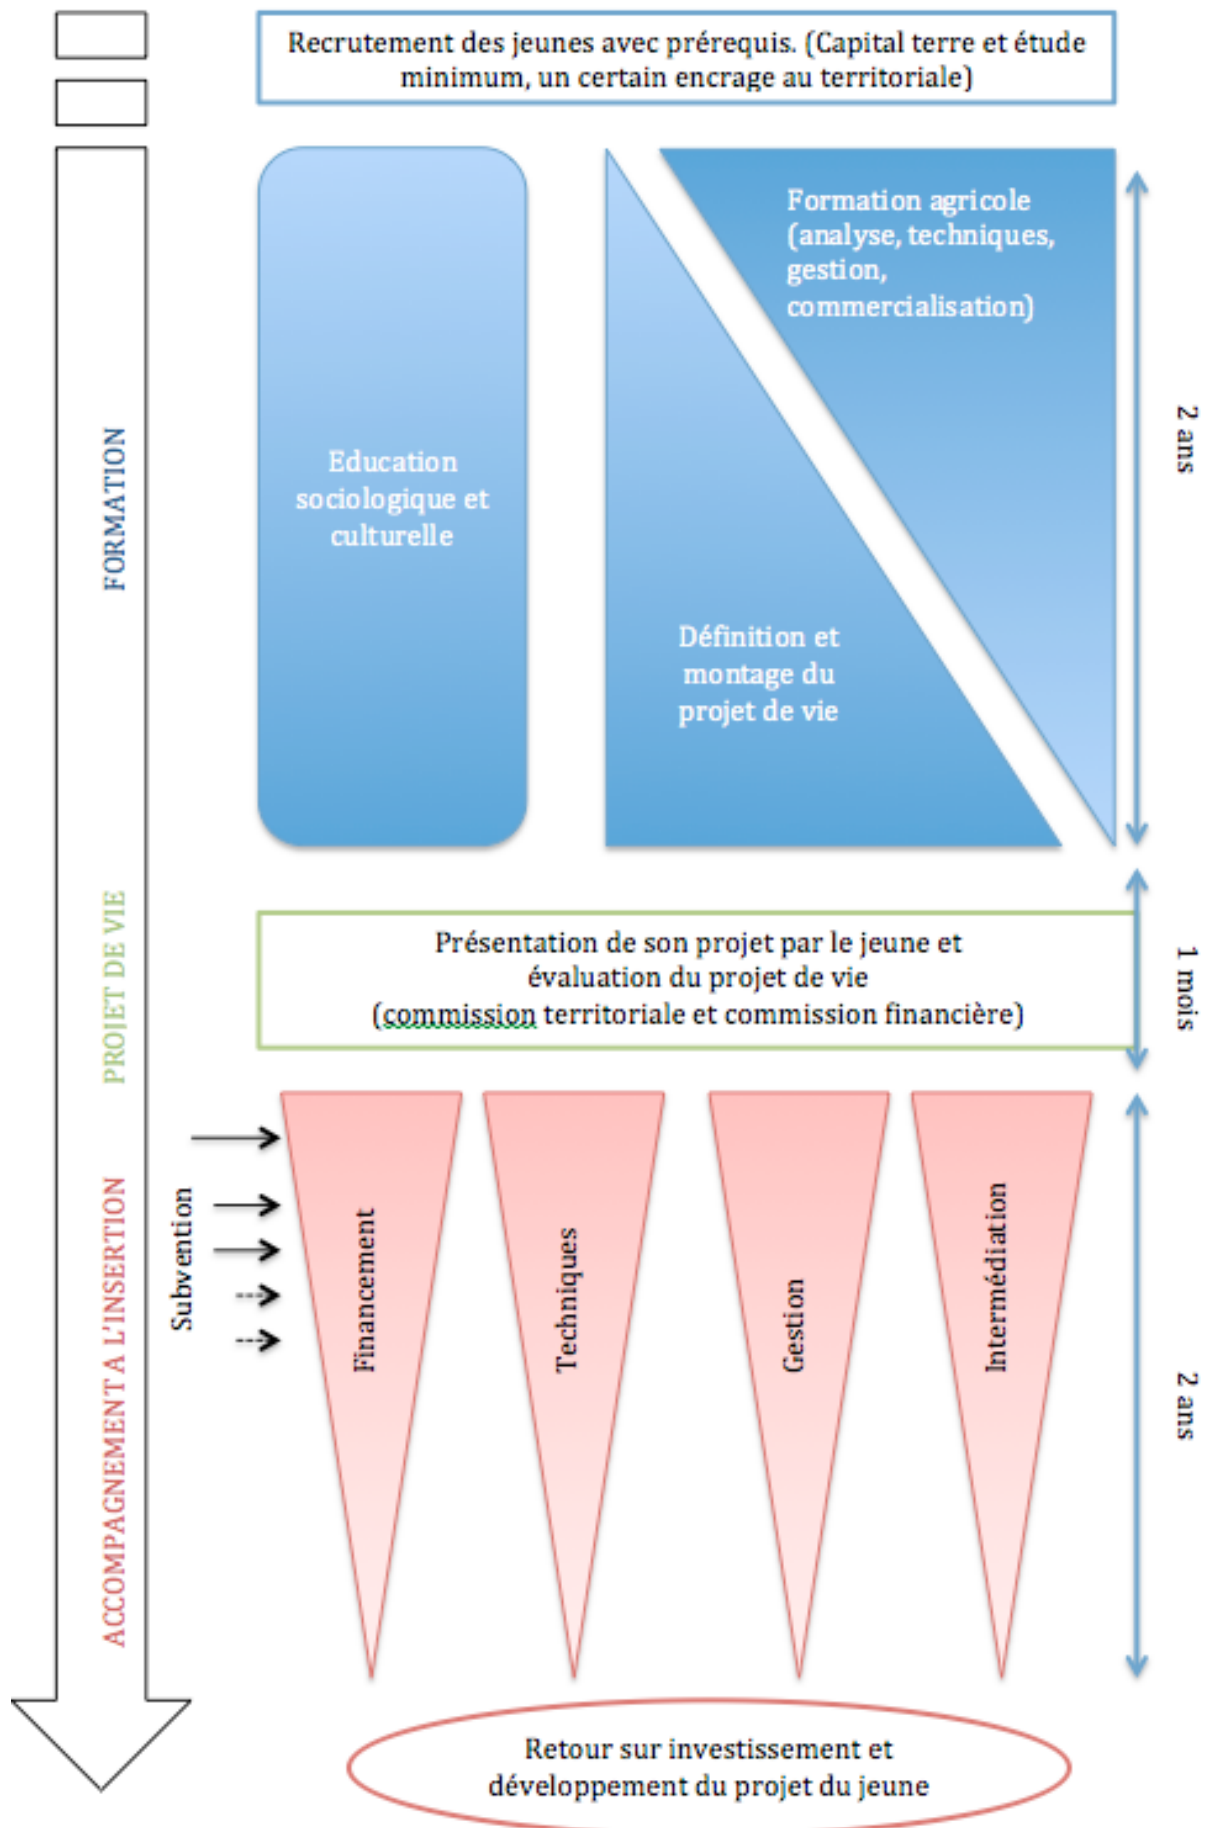 Recrutement des jeunes avec prérequis. (Capital terre et étude
minimum, un certain encrage au territoriale)
FORMATION
Education
sociologique et
culturelle
Définition et
montage du
projet de vie
Formation agricole
(analyse, techniques,
gestion,
commercialisation)
2 ans
PROJET DE VIE
Présentation de son projet par le jeune et
évaluation du projet de vie
(commission territoriale et commission financière)
1 mois
ACCOMPAGNEMENT A L'INSERTION
Subvention
Financement
Techniques
Gestion
Intermédiation
2 ans
Retour sur investissement et
développement du projet du jeune